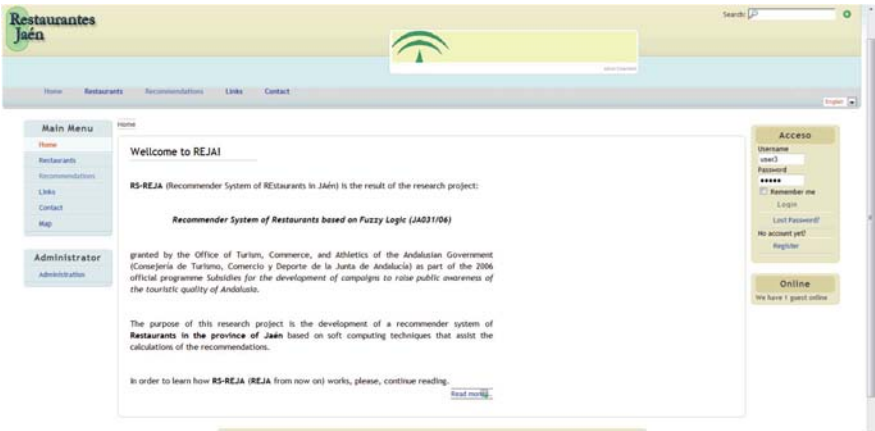 Restaurantes
Jaén
Search:
Home Restaurants Recommendations Links Contact
English
Main Menu
Home
Restaurants
Recommendations
Links
Contact
Map
Administrator
Administration
Home
Wellcome to REJA!
RS-REJA (Recommender System of REstaurants in JAén) is the result of the research project:
Recommender System of Restaurants based on Fuzzy Logic (JA031/06)
granted by the Office of Turism, Commerce, and Athletics of the Andalusian Government
(Consejería de Turismo, Comercio y Deporte de la Junta de Andalucía) as part of the 2006
official programme Subsidies for the development of campaigns to raise public awareness of
the touristic quality of Andalusia.
The purpose of this research project is the development of a recommender system of
Restaurants in the province of Jaén based on soft computing techniques that assist the
calculations of the recommendations.
In order to learn how RS-REJA (REJA from now on) works, please, continue reading.
Read more...
Acceso
Username
user3
Password
Remember me
Login
Lost Password?
No account yet?
Register
Online
We have 1 guest online